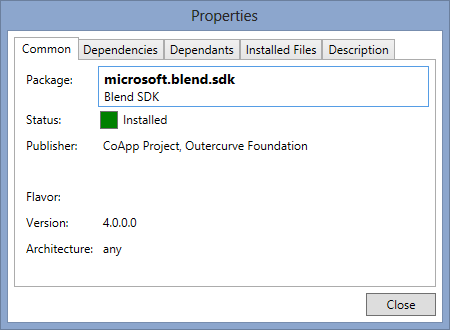 Properties
Common Dependencies Dependants Installed Files Description
Package: microsoft.blend.sdk
Blend SDK
Status: Installed
Publisher: CoApp Project, Outercurve Foundation
Flavor:
Version: 4.0.0.0
Architecture: any
Close